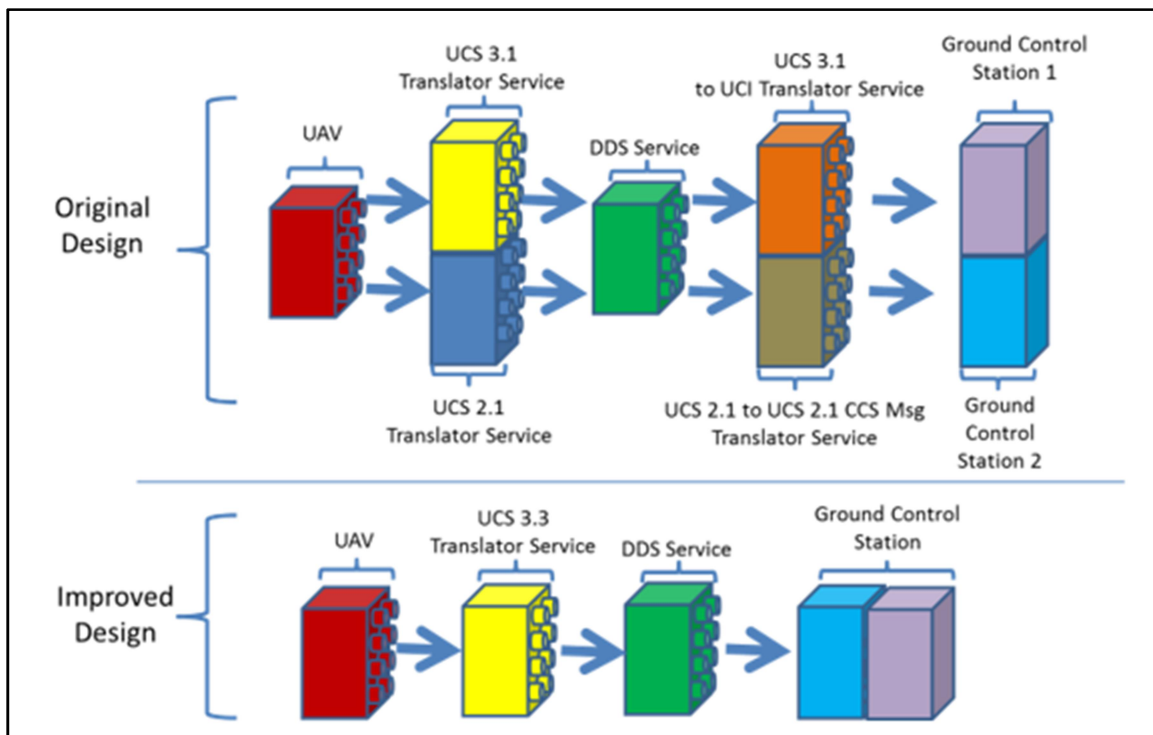 Original
Design
UAV
UCS 3.1
Translator Service
UCS 2.1
Translator Service
DDS Service
UCS 3.1
to UCI Translator Service
UCS 2.1 to UCS 2.1 CCS Msg
Translator Service
Ground Control
Station 1
Ground
Control
Station 2
Improved
Design
UAV
UCS 3.3
Translator Service
DDS Service
Ground Control
Station